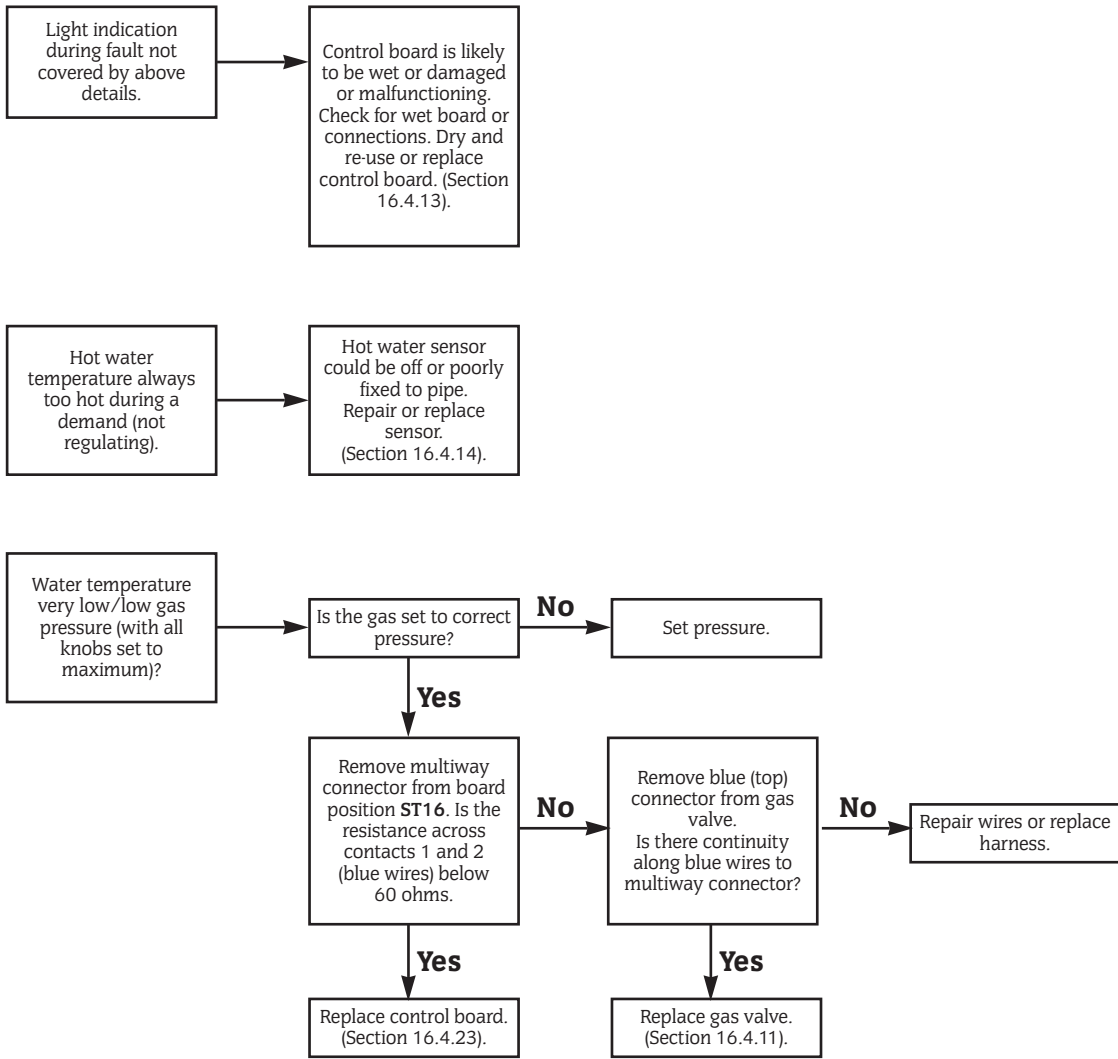 Light indication
during fault not
covered by above
details.
Control board is likely
to be wet or damaged
or malfunctioning.
Check for wet board or
connections. Dry and
re-use or replace
control board. (Section
16.4.13).
Hot water
temperature always
too hot during a
demand (not
regulating).
Hot water sensor
could be off or poorly
fixed to pipe.
Repair or replace
sensor.
(Section 16.4.14).
Water temperature
very low/low gas
pressure (with all
knobs set to
maximum)?
Is the gas set to correct
pressure?
No
Set pressure.
Yes
Remove multiway
connector from board
position ST16. Is the
resistance across
contacts 1 and 2
(blue wires) below
60 ohms.
No
Remove blue (top)
connector from gas
valve.
Is there continuity
along blue wires to
multiway connector?
No
Repair wires or replace
harness.
Yes
Yes
Replace control board.
(Section 16.4.23).
Replace gas valve.
(Section 16.4.11).